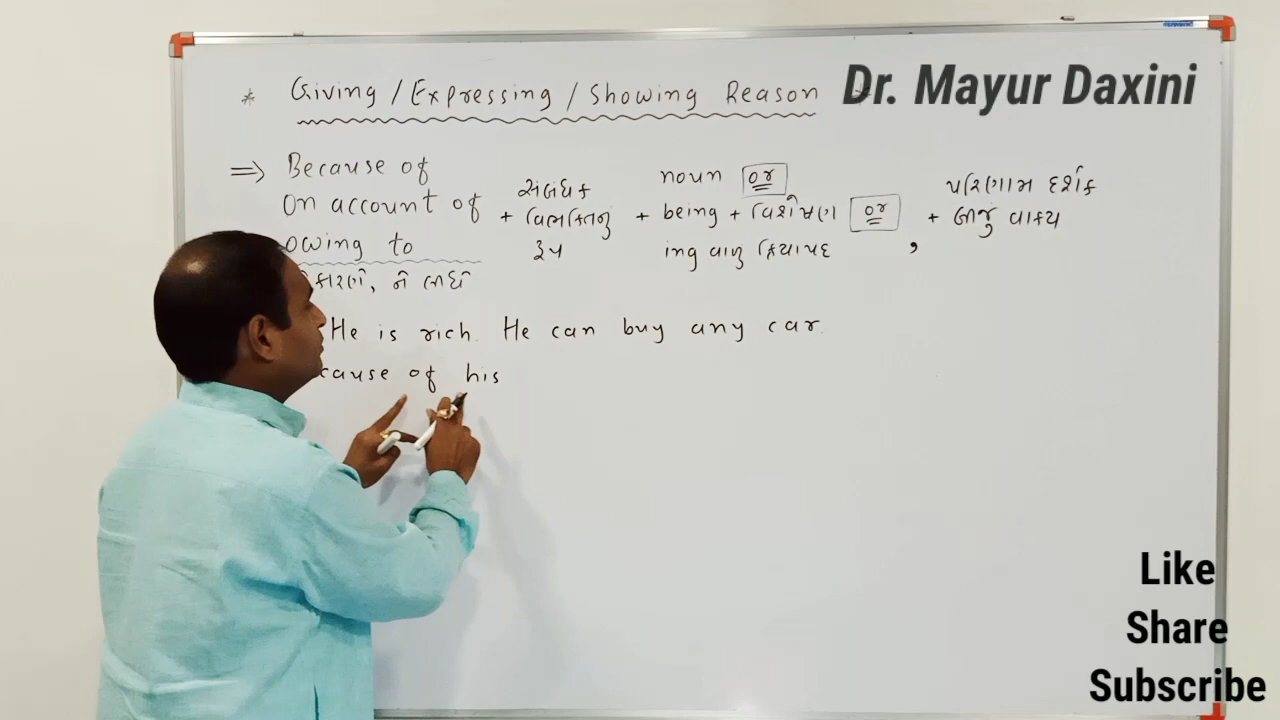 * Giving / Expressing / Showing Reason
Dr. Mayur Daxini
⇒ Because of
On account of
owing to
કારણે, ને લીધે
સંબંધક
+ વિભક્તિનું
રૂપ
noun or
+ being + વિશેષણ or
ing વાળુ ક્રિયાપદ
, + પરિણામ દર્શક
બીજું વાક્ય
He is rich. He can buy any car.
cause of his
Like
Share
Subscribe